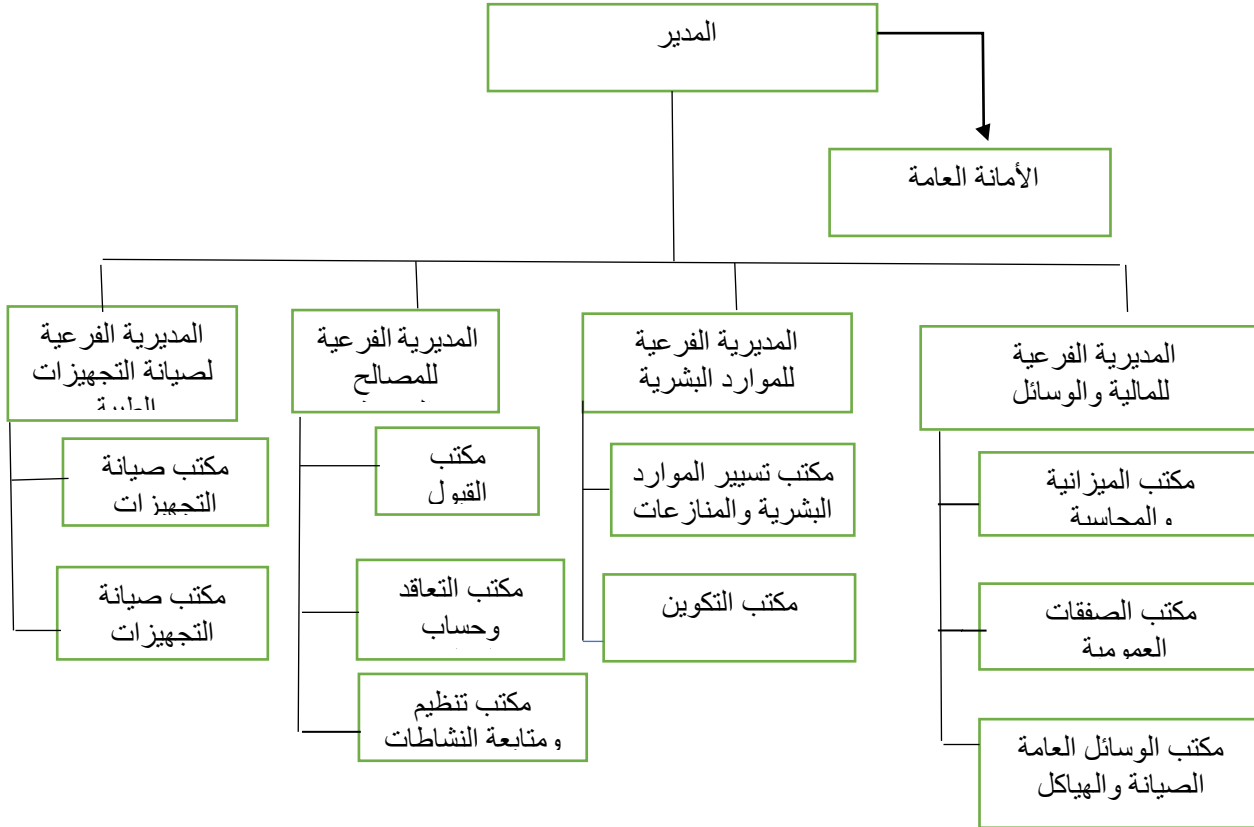 المدير
الأمانة العامة
المديرية الفرعية
للمالية والوسائل
مكتب الميزانية
والمحاسبة
مكتب الصفقات
العمومية
مكتب الوسائل العامة
الصيانة والهياكل
المديرية الفرعية
للموارد البشرية
مكتب تسيير الموارد
البشرية والمنازعات
مكتب التكوين
المديرية الفرعية
للمصالح
مكتب
القبول
مكتب التعاقد
وحساب
مكتب تنظيم
ومتابعة النشاطات
المديرية الفرعية
لصيانة التجهيزات
الطبية
مكتب صيانة
التجهيزات
مكتب صيانة
التجهيزات